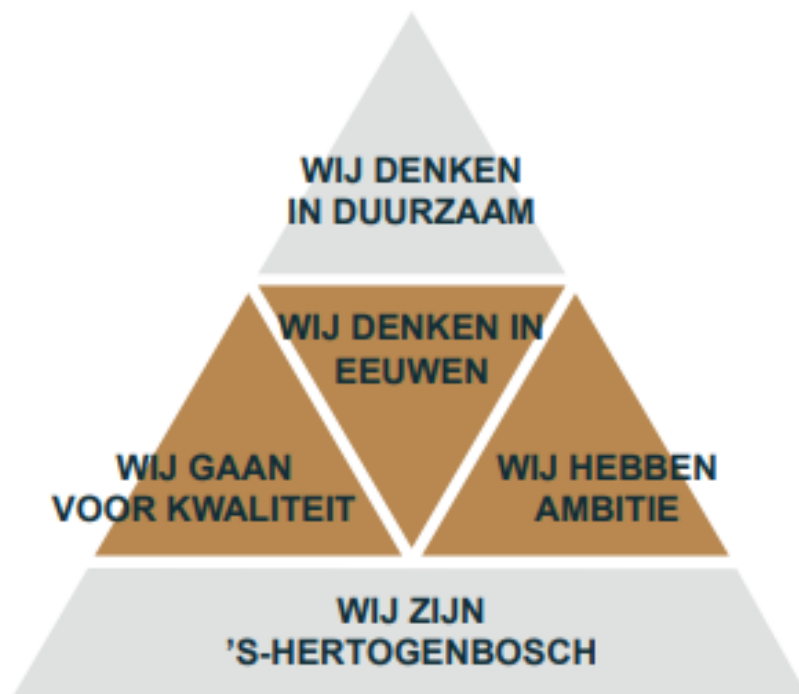 WIJ DENKEN
IN DUURZAAM
WIJ DENKEN IN
EEUWEN
WIJ GAAN
VOOR KWALITEIT
WIJ HEBBEN
AMBITIE
WIJ ZIJN
’S-HERTOGENBOSCH